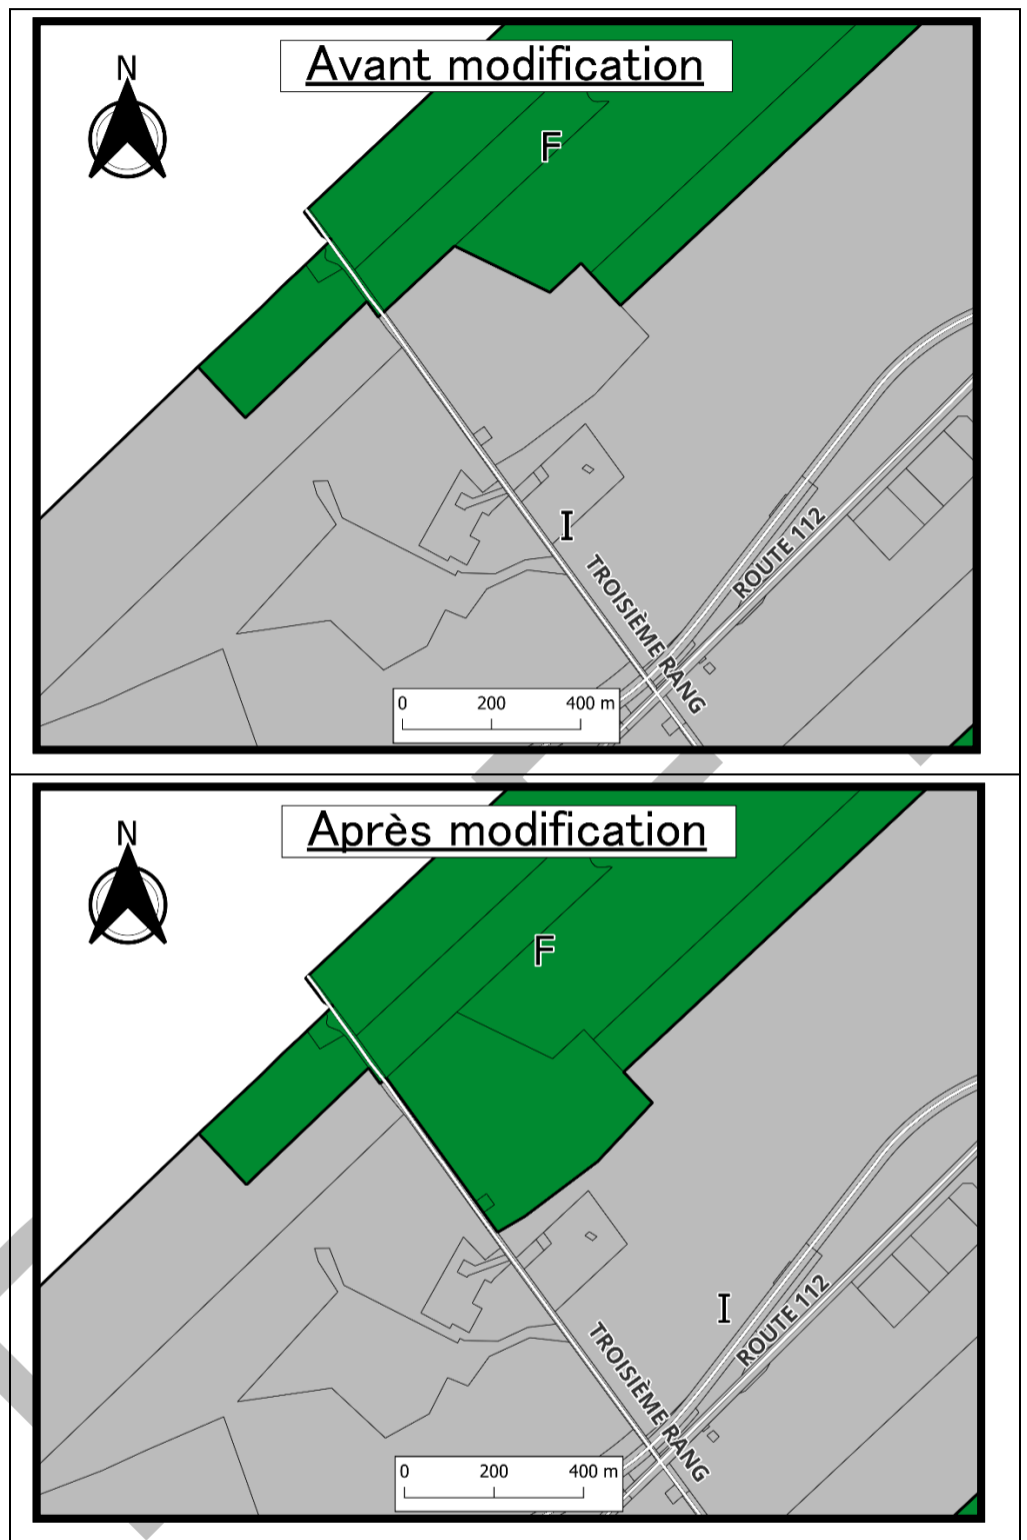 Avant modification
N
F
I
TROISIÈME RANG
ROUTE 112
0 200 400 m
Après modification
N
F
I
TROISIÈME RANG
ROUTE 112
0 200 400 m